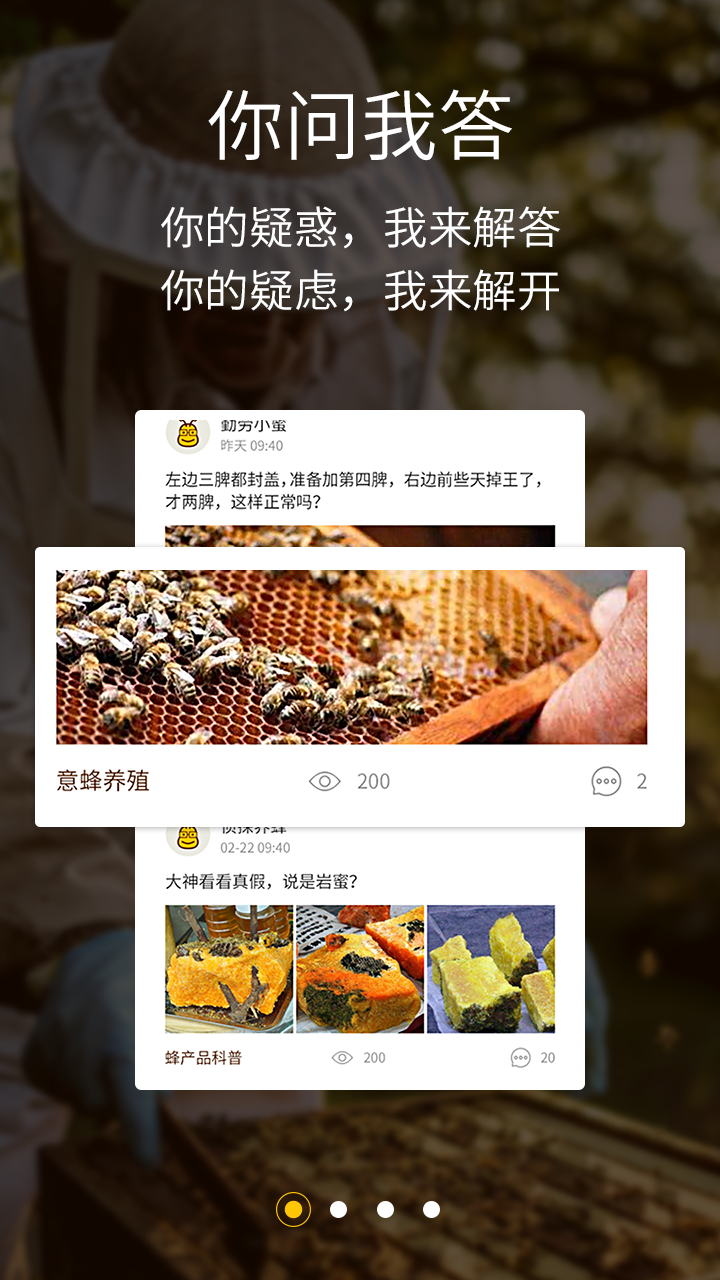 你问我答
你的疑惑，我来解答
你的疑虑，我来解开
勤劳小蜜
昨天 09:40
左边三脾都封盖，准备加第四脾，右边前些天掉王了，
才两脾，这样正常吗？
意蜂养殖
200
2
侦探养蜂
02-22 09:40
大神看看真假，说是岩蜜？
蜂产品科普
200
20